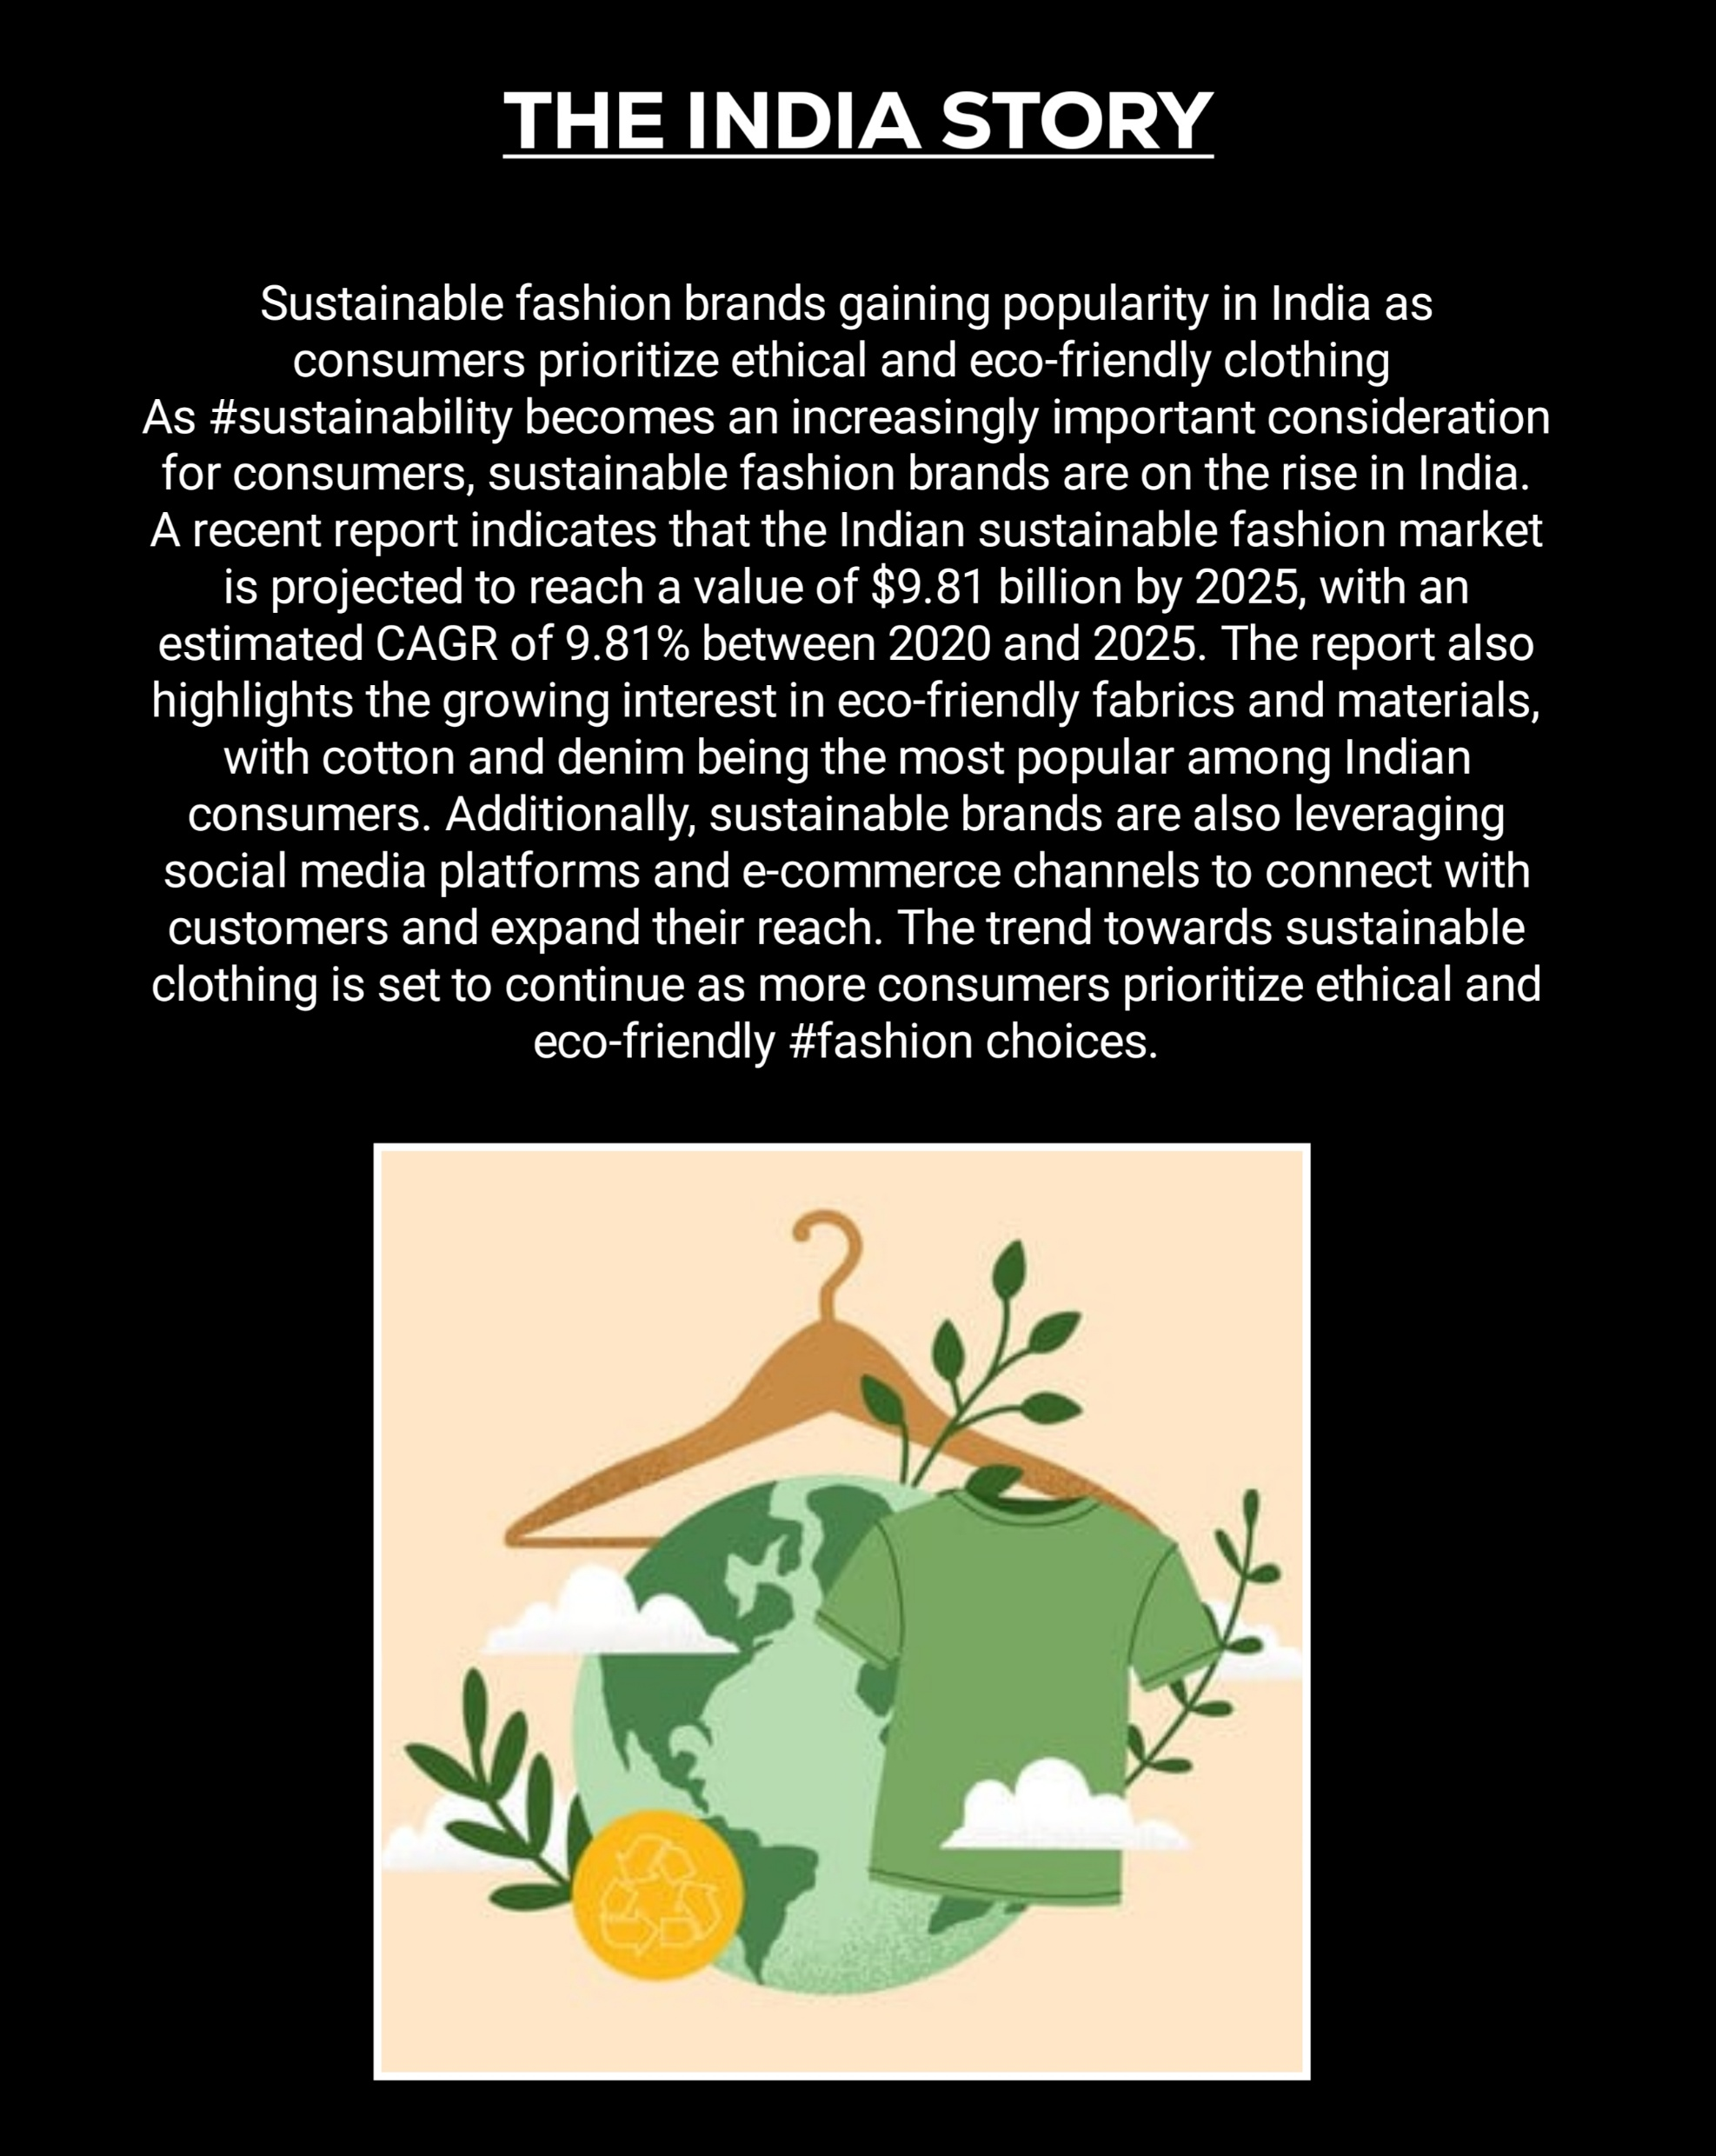 THE INDIA STORY
Sustainable fashion brands gaining popularity in India as
consumers prioritize ethical and eco-friendly clothing
As #sustainability becomes an increasingly important consideration
for consumers, sustainable fashion brands are on the rise in India.
A recent report indicates that the Indian sustainable fashion market
is projected to reach a value of $9.81 billion by 2025, with an
estimated CAGR of 9.81% between 2020 and 2025. The report also
highlights the growing interest in eco-friendly fabrics and materials,
with cotton and denim being the most popular among Indian
consumers. Additionally, sustainable brands are also leveraging
social media platforms and e-commerce channels to connect with
customers and expand their reach. The trend towards sustainable
clothing is set to continue as more consumers prioritize ethical and
eco-friendly #fashion choices.